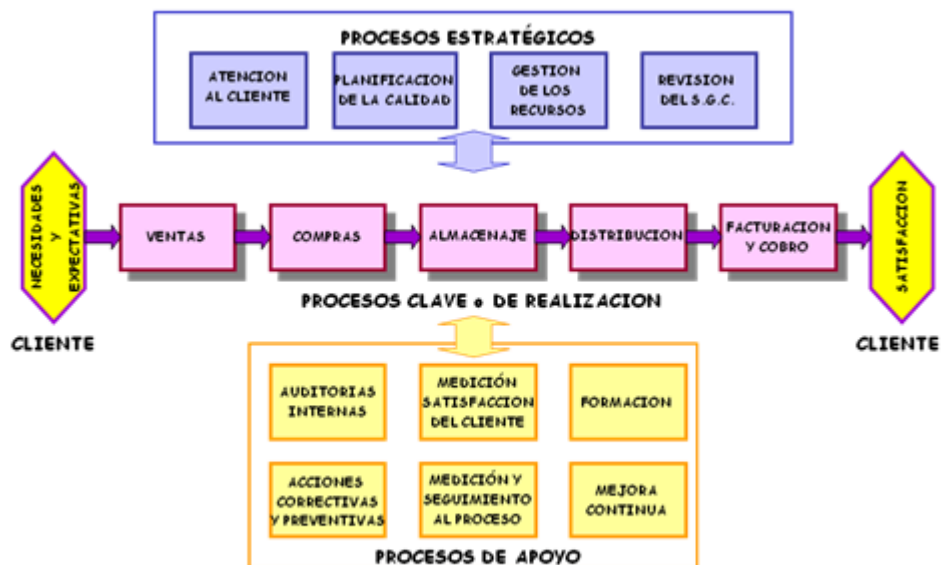 PROCESOS ESTRATÉGICOS
ATENCION
AL CLIENTE
PLANIFICACION
DE LA CALIDAD
GESTION
DE LOS
RECURSOS
REVISION
DEL S.G.C.
NECESIDADES
Y
EXPECTATIVAS
VENTAS
COMPRAS
ALMACENAJE
DISTRIBUCION
FACTURACION
Y COBRO
SATISFACCION
PROCESOS CLAVE o DE REALIZACION
CLIENTE
CLIENTE
AUDITORIAS
INTERNAS
MEDICIÓN
SATISFACCION
DEL CLIENTE
FORMACION
ACCIONES
CORRECTIVAS
Y PREVENTIVAS
MEDICIÓN Y
SEGUIMIENTO
AL PROCESO
MEJORA
CONTINUA
PROCESOS DE APOYO